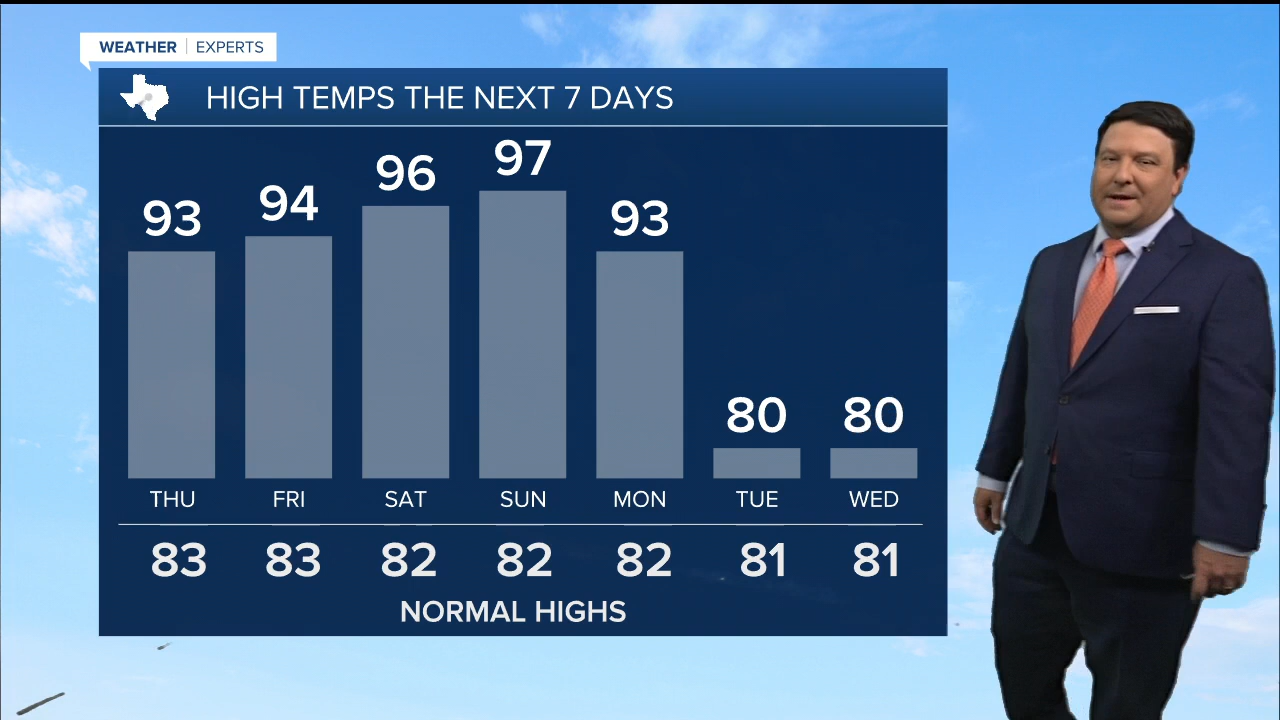 WEATHER | EXPERTS
HIGH TEMPS THE NEXT 7 DAYS
93 94 96 97 93 80 80
THU FRI SAT SUN MON TUE WED
83 83 82 82 82 81 81
NORMAL HIGHS